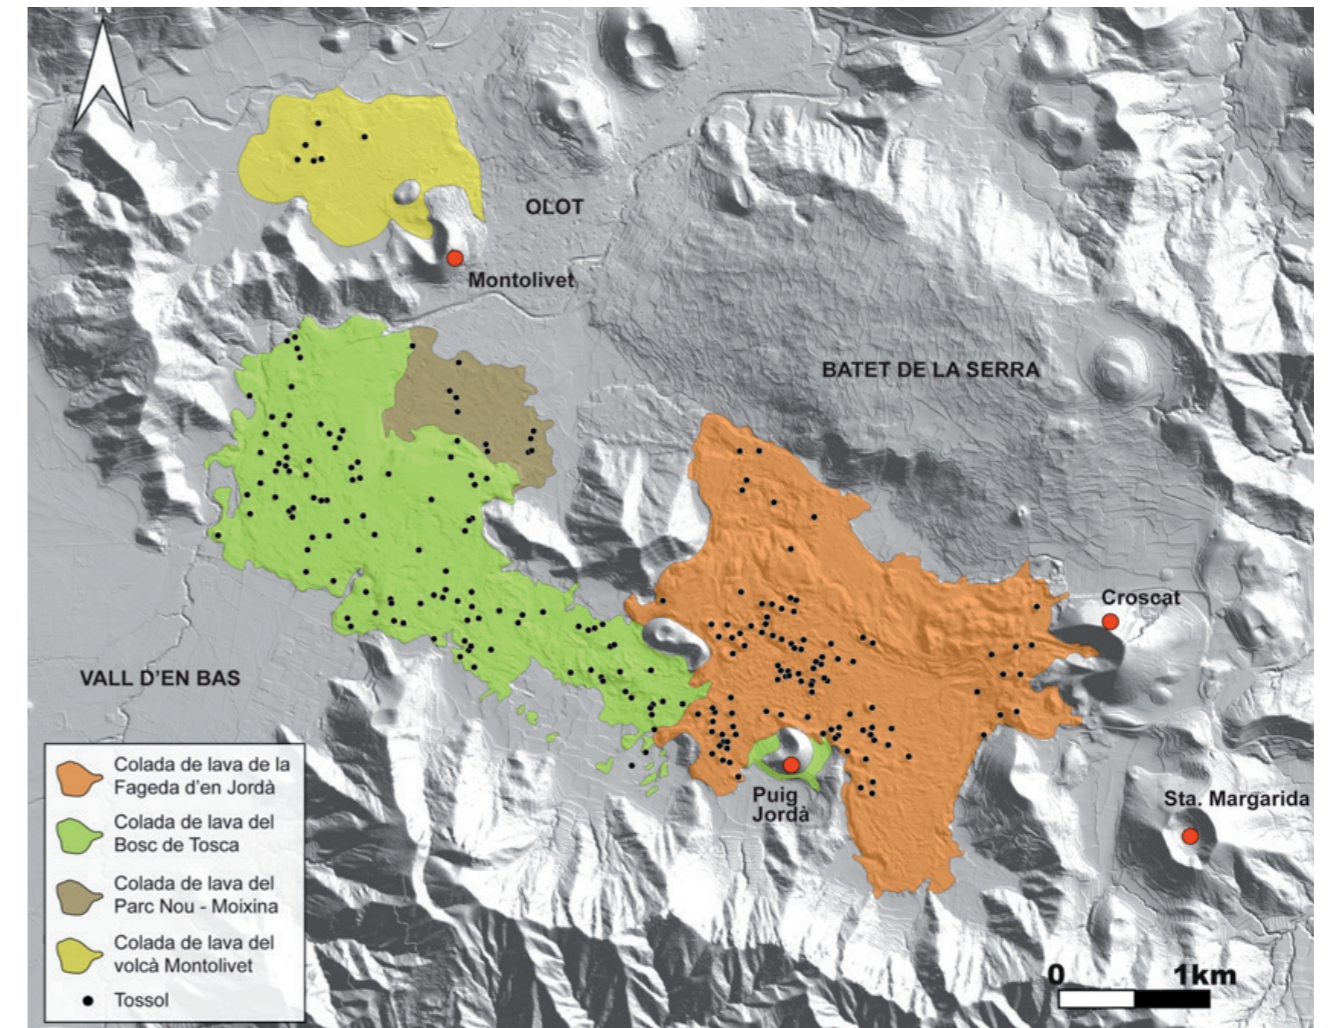 OLOT
Montolivet
BATET DE LA SERRA
Croscat
VALL D'EN BAS
Puig
Jordà
Sta. Margarida
Colada de lava de la
Fageda d'en Jordà
Colada de lava del
Bosc de Tosca
Colada de lava del
Parc Nou - Moixina
Colada de lava del
volcà Montolivet
Tossol
0 1km